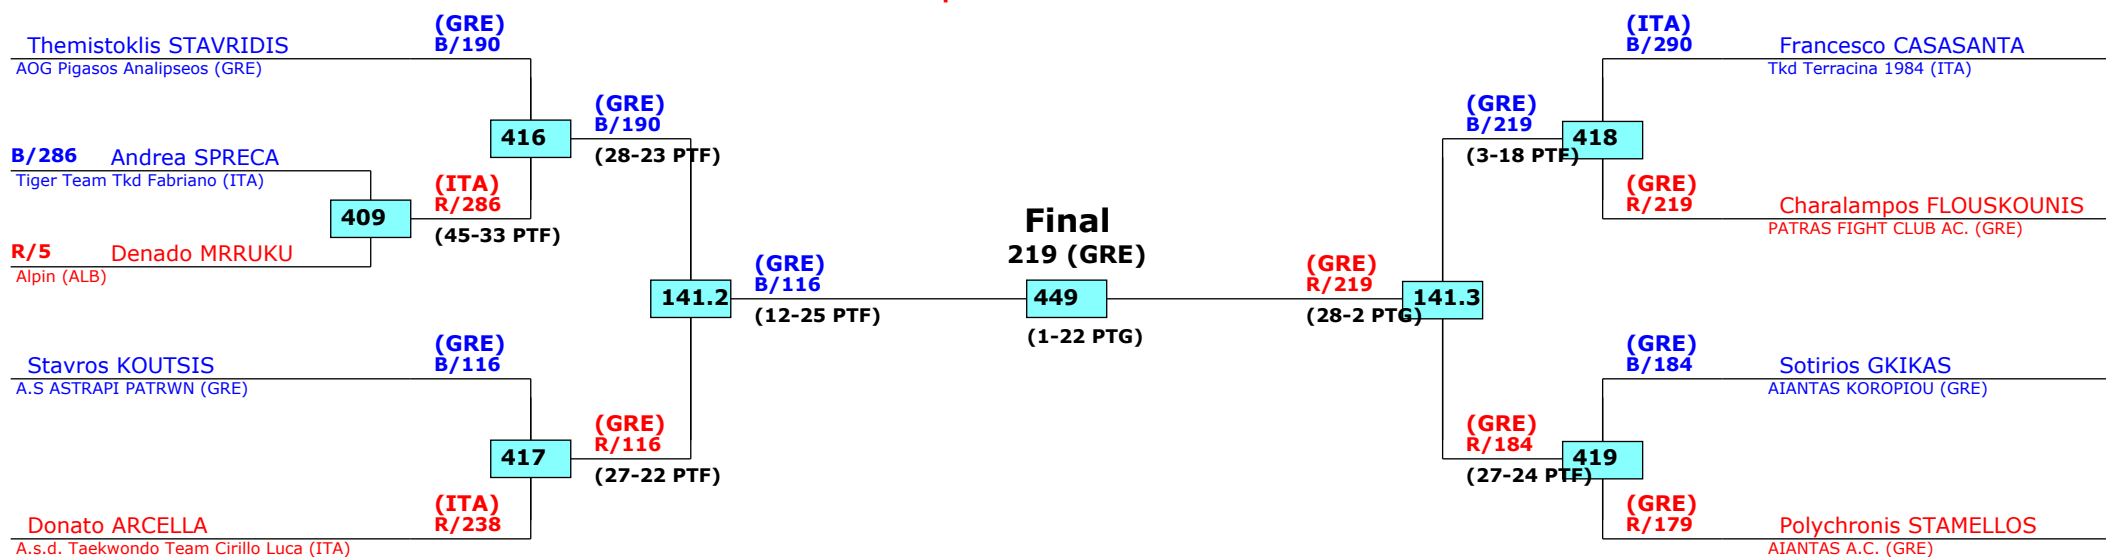 (GRE)
Themistoklis STAVRIDIS B/190
AOG Pigasos Analipseos (GRE)
416
(GRE)
B/190
(28-23 PTF)
B/286 Andrea SPRECA
Tiger Team Tkd Fabriano (ITA)
409
(ITA)
R/286
(45-33 PTF)
R/5 Denado MRRUKU
Alpin (ALB)
141.2
(GRE)
B/116
(12-25 PTF)
(GRE)
Stavros KOUTSIS B/116
A.S ASTRAPI PATRWN (GRE)
417
(GRE)
R/116
(27-22 PTF)
(ITA)
Donato ARCELLA R/238
A.s.d. Taekwondo Team Cirillo Luca (ITA)
Final
219 (GRE)
449
(1-22 PTG)
(GRE)
R/219
(28-2 PTG)
141.3
(ITA)
B/290 Francesco CASASANTA
Tkd Terracina 1984 (ITA)
(GRE)
B/219
(3-18 PTF)
418
(GRE)
R/219 Charalampos FLOUSKOUNIS
PATRAS FIGHT CLUB AC. (GRE)
(GRE)
B/184 Sotirios GKIKAS
AIANTAS KOROPIOU (GRE)
(GRE)
R/184
(27-24 PTF)
419
(GRE)
R/179 Polychronis STAMELLOS
AIANTAS A.C. (GRE)